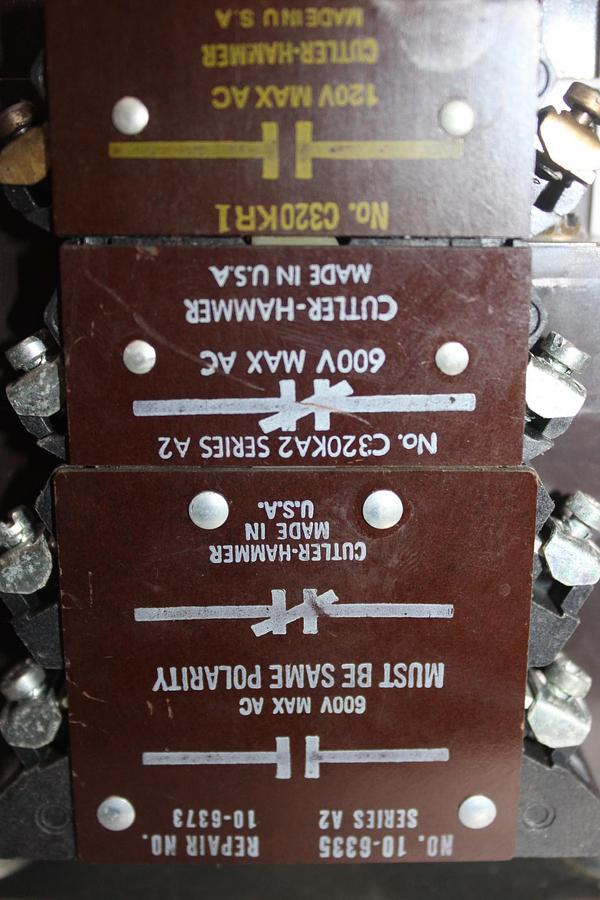 NO. 10-6335 REPAIR NO.
SERIES A2 10-6373
600V MAX AC
MUST BE SAME POLARITY
CUTLER-HAMMER
MADE IN
U.S.A.
No. C320KA2 SERIES A2
600V MAX AC
CUTLER-HAMMER
MADE IN U.S.A
No. C320KR1
120V MAX AC
CUTLER-HAMMER
MADE IN U.S.A